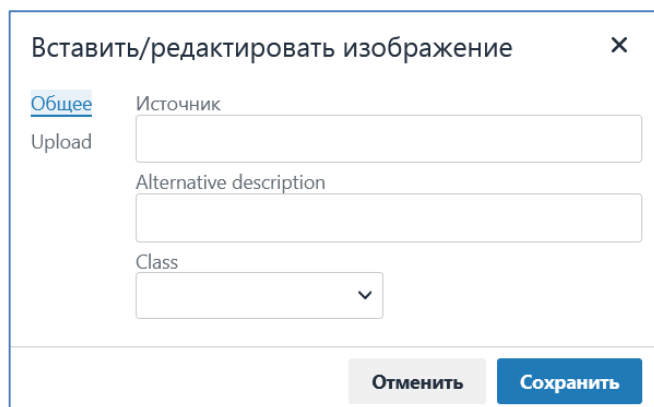 Вставить/редактировать изображение
Общее
Источник
Upload
Alternative description
Class
Отменить
Сохранить